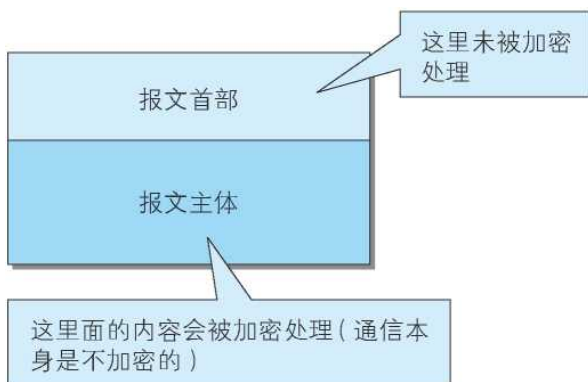 这里未被加密
处理
报文首部
报文主体
这里面的内容会被加密处理(通信本
身是不加密的)